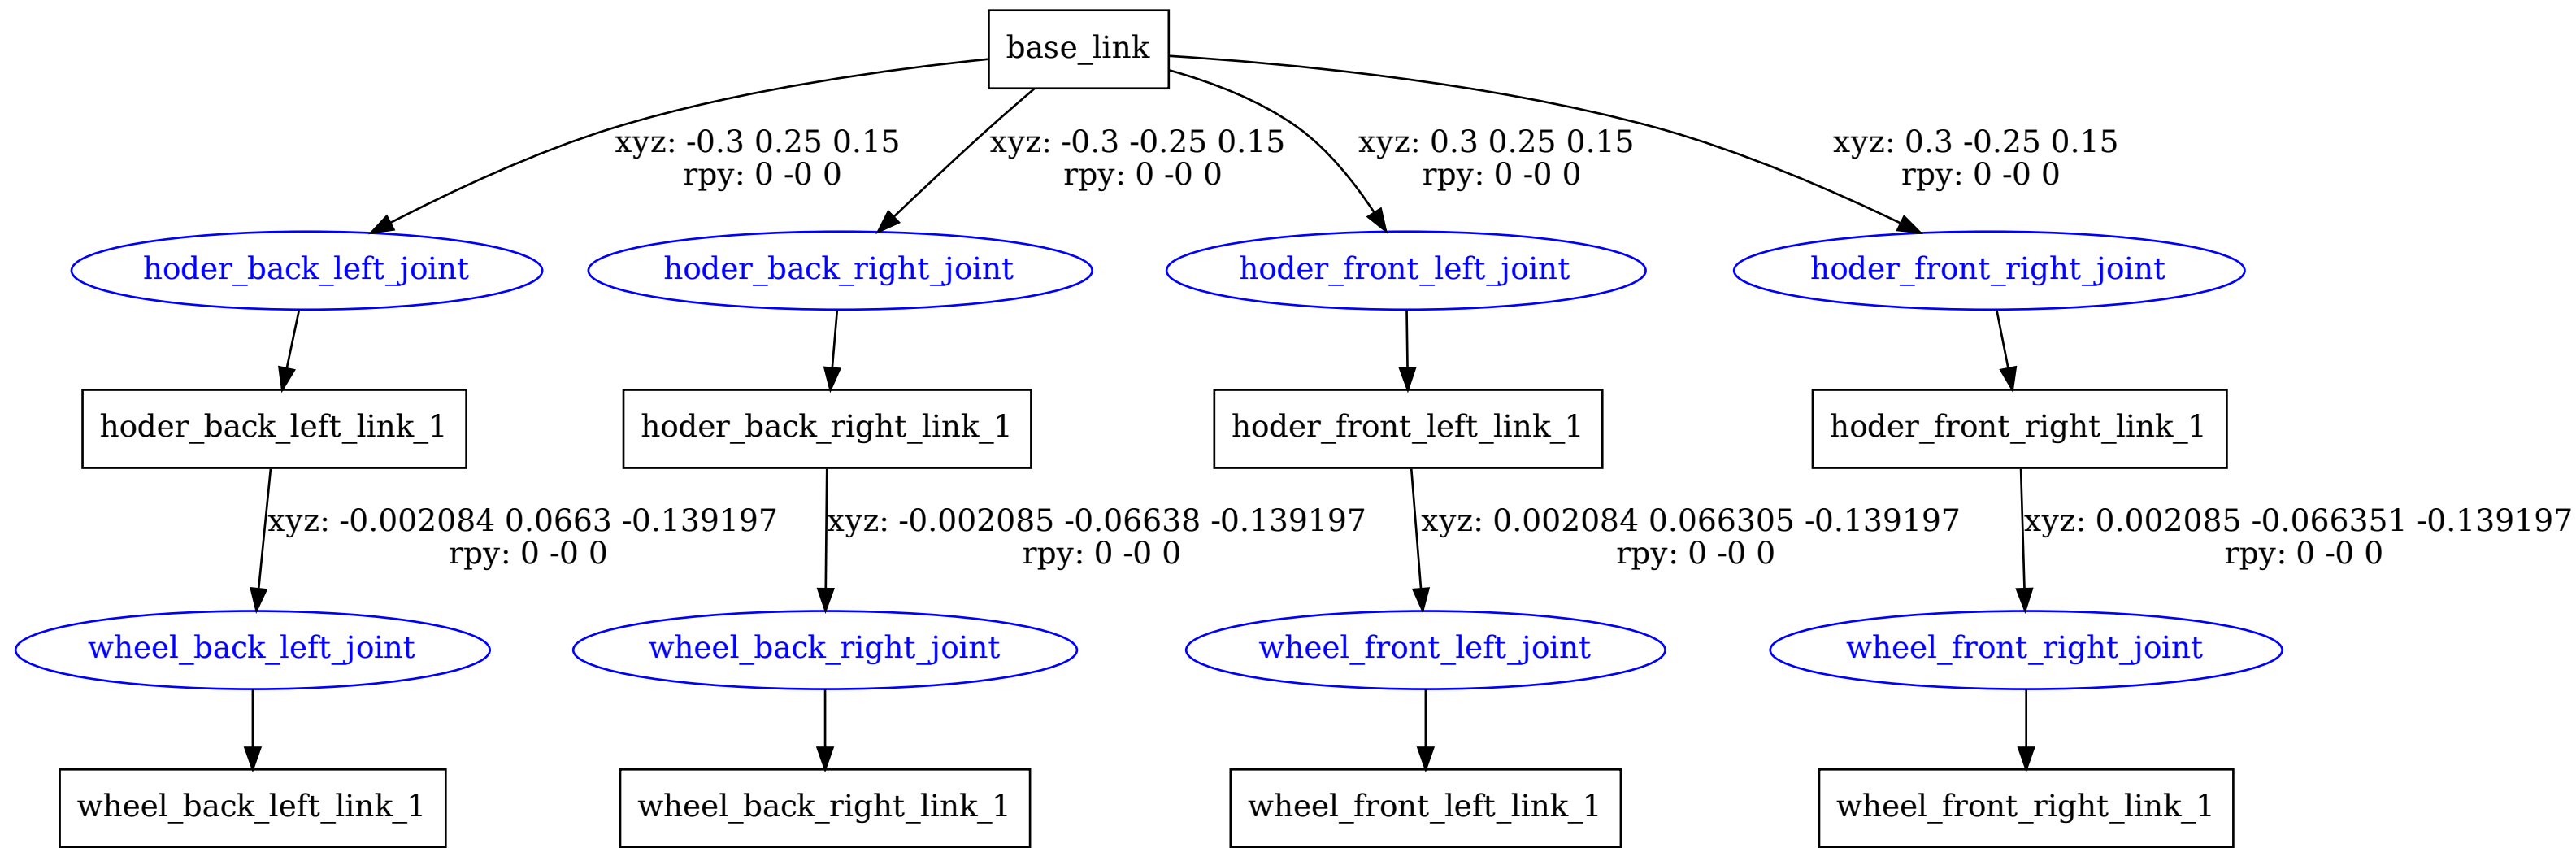 base_link
xyz: -0.3 0.25 0.15
rpy: 0 -0 0
xyz: -0.3 -0.25 0.15
rpy: 0 -0 0
xyz: 0.3 0.25 0.15
rpy: 0 -0 0
xyz: 0.3 -0.25 0.15
rpy: 0 -0 0
hoder_back_left_joint
hoder_back_right_joint
hoder_front_left_joint
hoder_front_right_joint
hoder_back_left_link_1
hoder_back_right_link_1
hoder_front_left_link_1
hoder_front_right_link_1
xyz: -0.002084 0.0663 -0.139197
rpy: 0 -0 0
xyz: -0.002085 -0.06638 -0.139197
rpy: 0 -0 0
xyz: 0.002084 0.066305 -0.139197
rpy: 0 -0 0
xyz: 0.002085 -0.066351 -0.139197
rpy: 0 -0 0
wheel_back_left_joint
wheel_back_right_joint
wheel_front_left_joint
wheel_front_right_joint
wheel_back_left_link_1
wheel_back_right_link_1
wheel_front_left_link_1
wheel_front_right_link_1